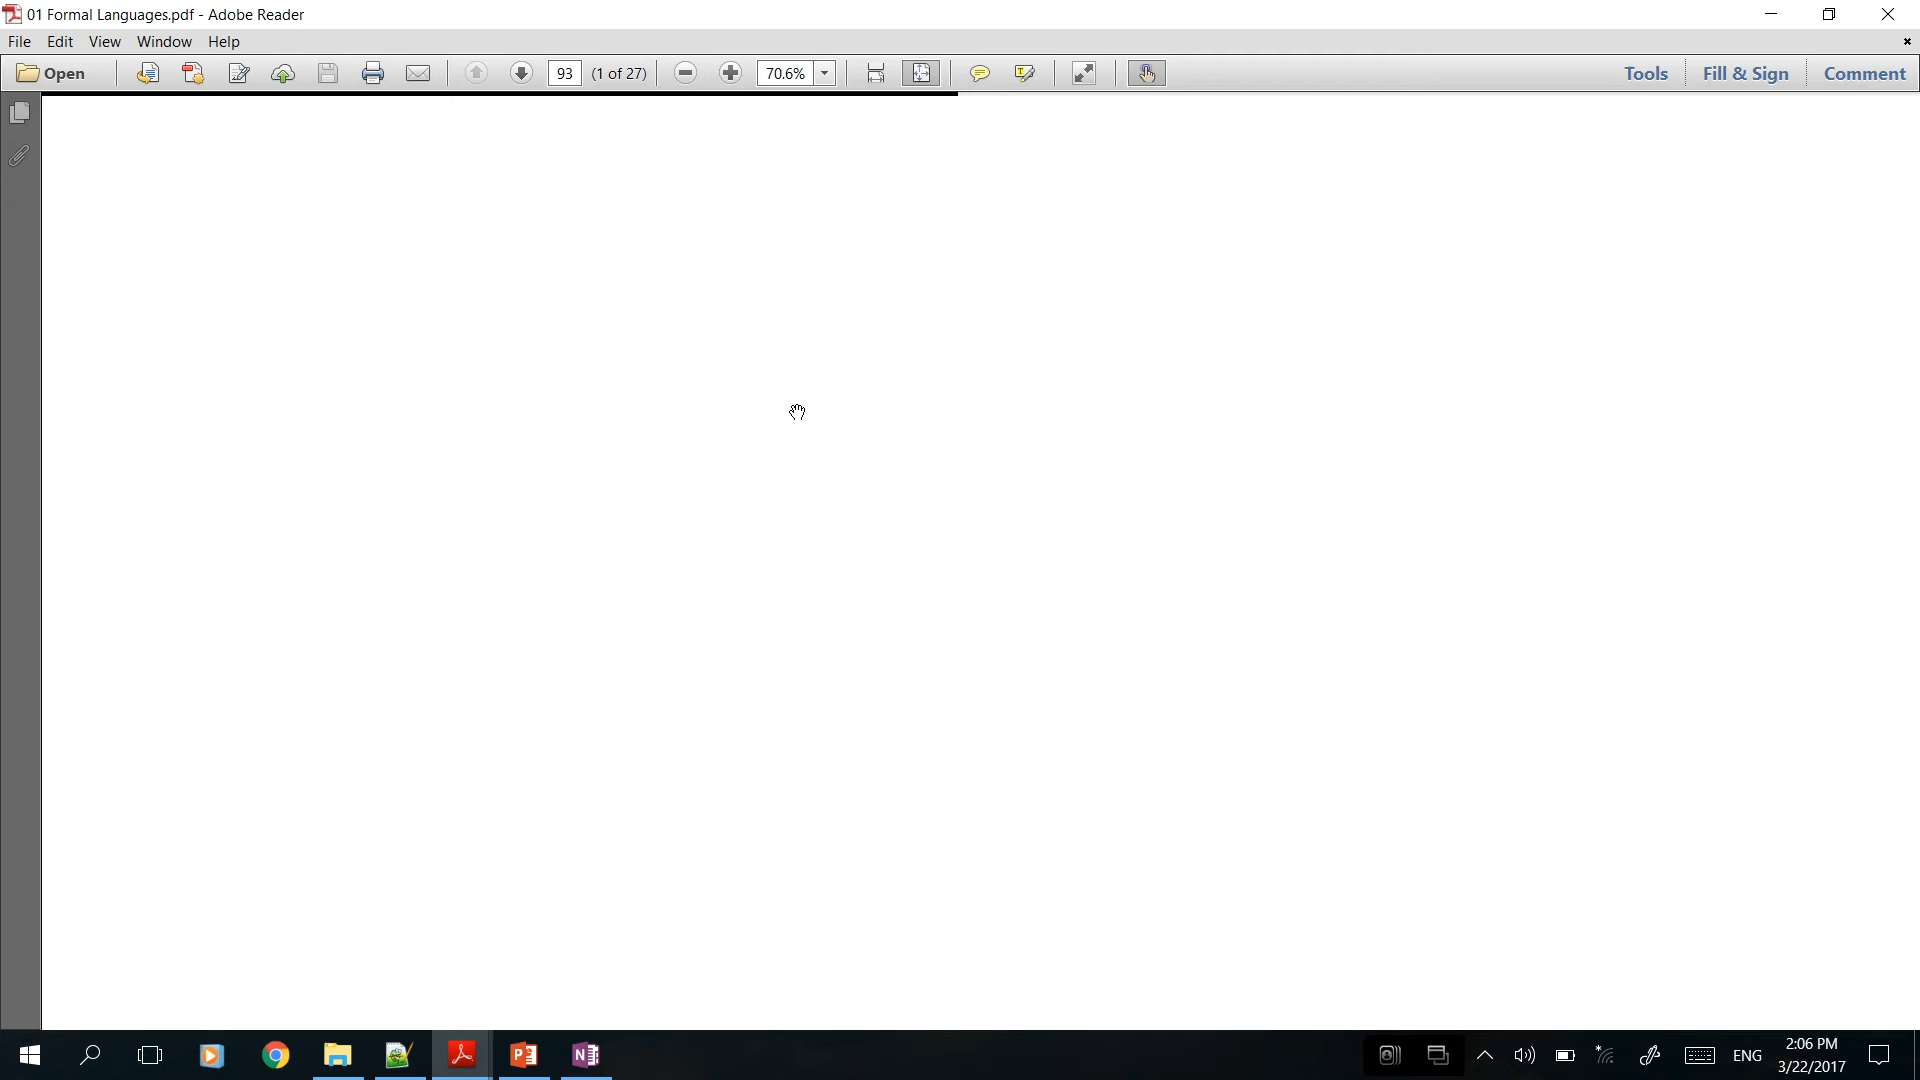 01 Formal Languages.pdf - Adobe Reader
File Edit View Window Help
Open 93 (1 of 27) 70.6% Tools Fill & Sign Comment
ENG 2:06 PM
3/22/2017